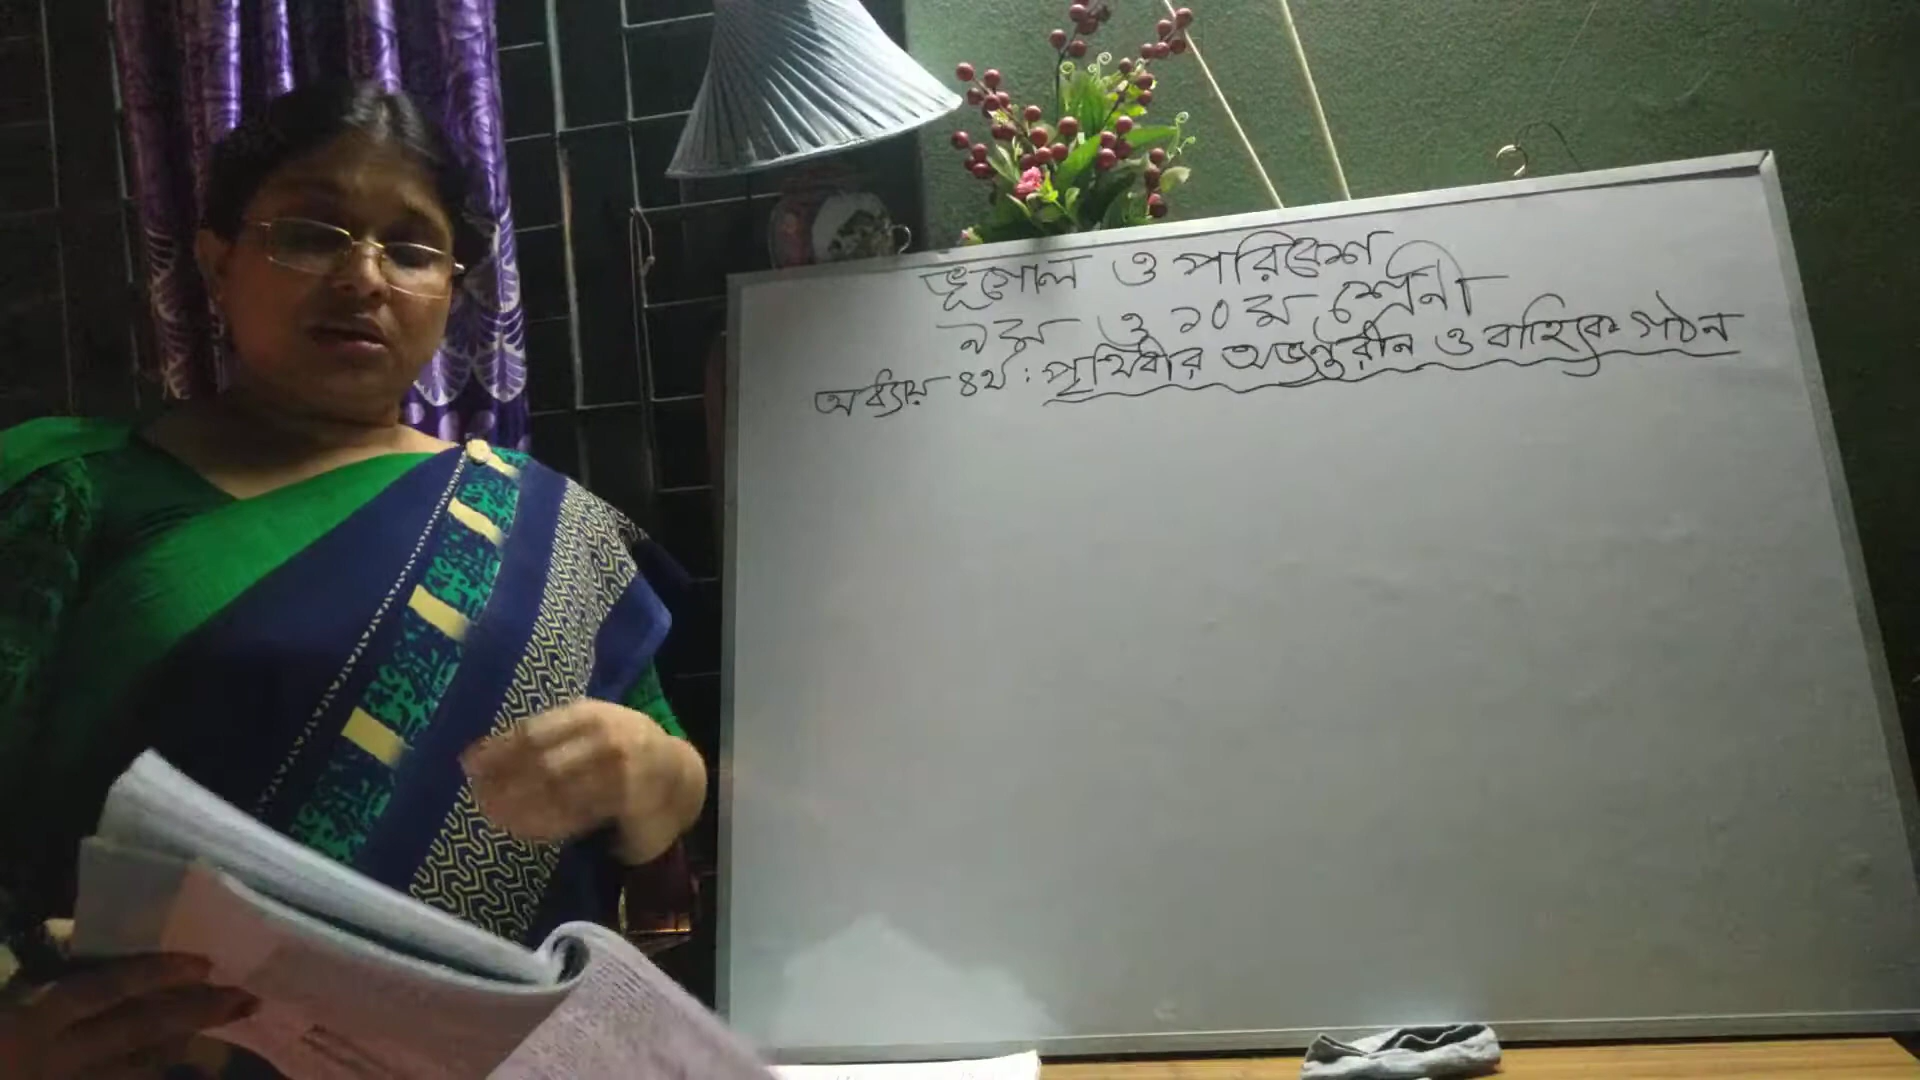 ভূগোল ও পরিবেশ
৯ম ও ১০ম শ্রেনী
অধ্যায় ৪র্থ : পৃথিবীর অভ্যন্তরীন ও বাহ্যিক গঠন